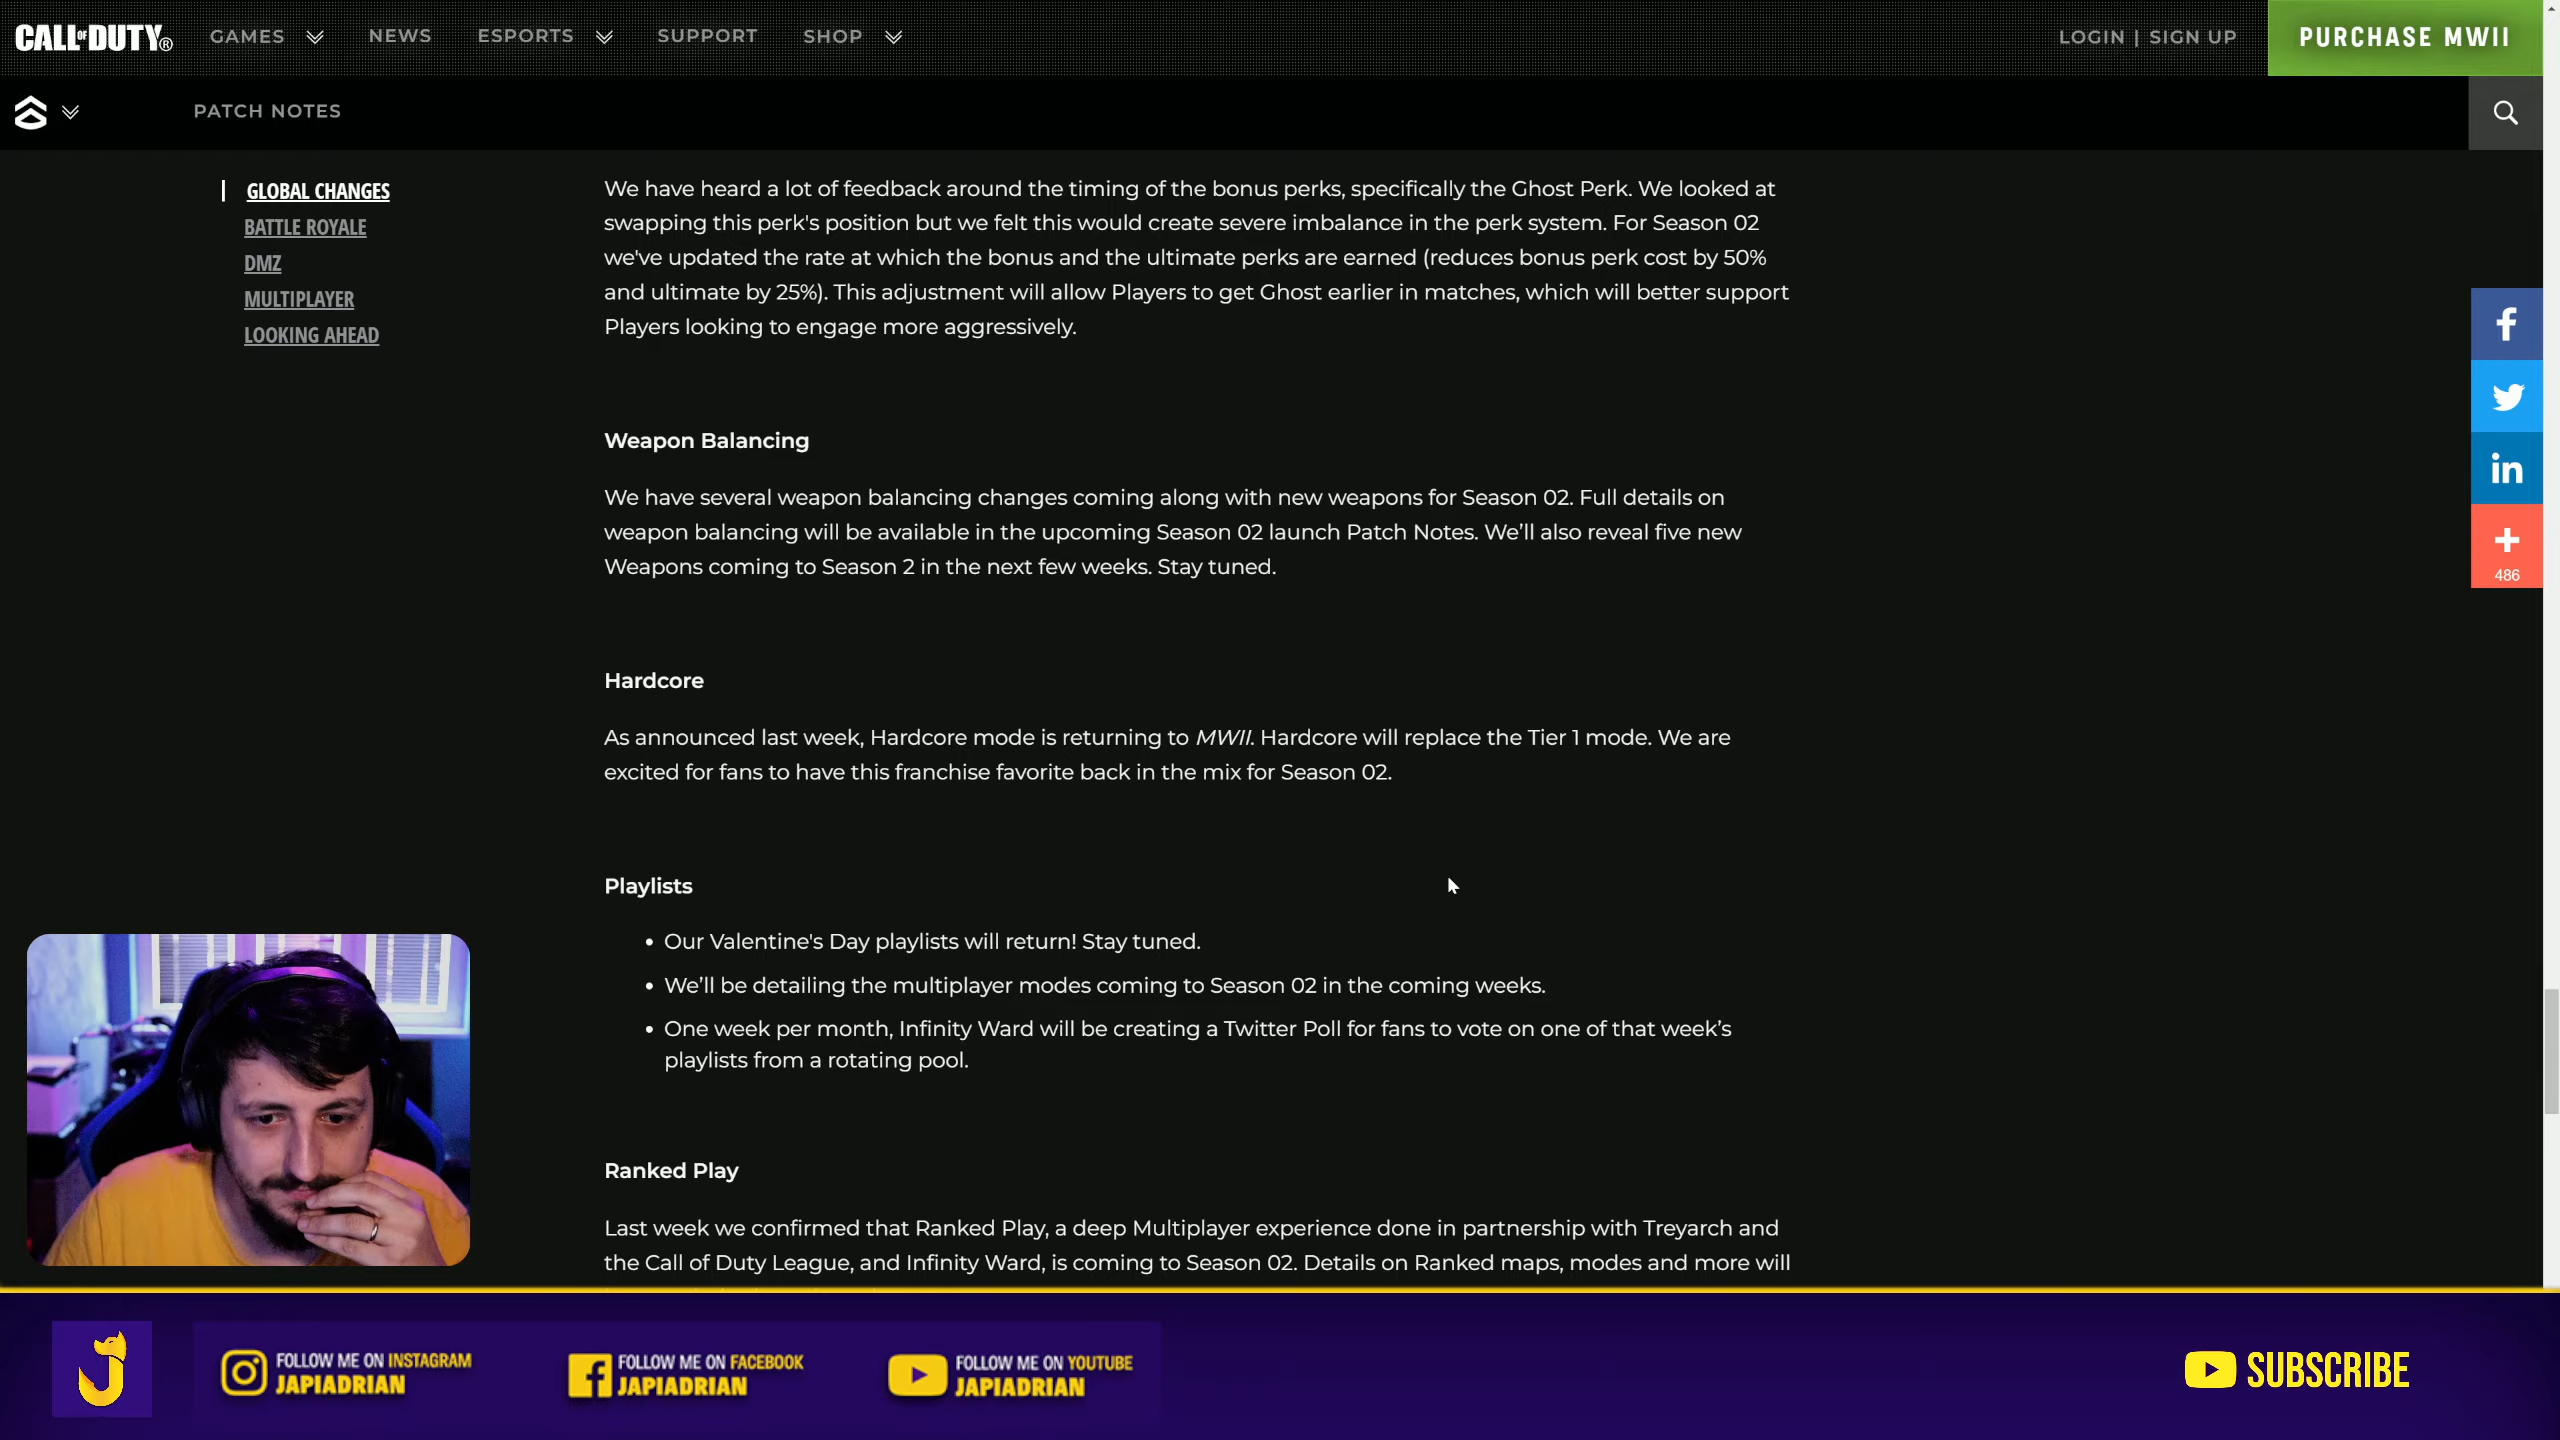 CALL OF DUTY®
GAMES
NEWS
ESPORTS
SUPPORT
SHOP
LOGIN | SIGN UP
PURCHASE MWII
PATCH NOTES
GLOBAL CHANGES
BATTLE ROYALE
DMZ
MULTIPLAYER
LOOKING AHEAD
We have heard a lot of feedback around the timing of the bonus perks, specifically the Ghost Perk. We looked at
swapping this perk's position but we felt this would create severe imbalance in the perk system. For Season 02
we've updated the rate at which the bonus and the ultimate perks are earned (reduces bonus perk cost by 50%
and ultimate by 25%). This adjustment will allow Players to get Ghost earlier in matches, which will better support
Players looking to engage more aggressively.
Weapon Balancing
We have several weapon balancing changes coming along with new weapons for Season 02. Full details on
weapon balancing will be available in the upcoming Season 02 launch Patch Notes. We’ll also reveal five new
Weapons coming to Season 2 in the next few weeks. Stay tuned.
Hardcore
As announced last week, Hardcore mode is returning to MWII. Hardcore will replace the Tier 1 mode. We are
excited for fans to have this franchise favorite back in the mix for Season 02.
Playlists
• Our Valentine's Day playlists will return! Stay tuned.
• We’ll be detailing the multiplayer modes coming to Season 02 in the coming weeks.
• One week per month, Infinity Ward will be creating a Twitter Poll for fans to vote on one of that week’s
playlists from a rotating pool.
Ranked Play
Last week we confirmed that Ranked Play, a deep Multiplayer experience done in partnership with Treyarch and
the Call of Duty League, and Infinity Ward, is coming to Season 02. Details on Ranked maps, modes and more will
486
FOLLOW ME ON INSTAGRAM
JAPIADRIAN
FOLLOW ME ON FACEBOOK
JAPIADRIAN
FOLLOW ME ON YOUTUBE
JAPIADRIAN
SUBSCRIBE